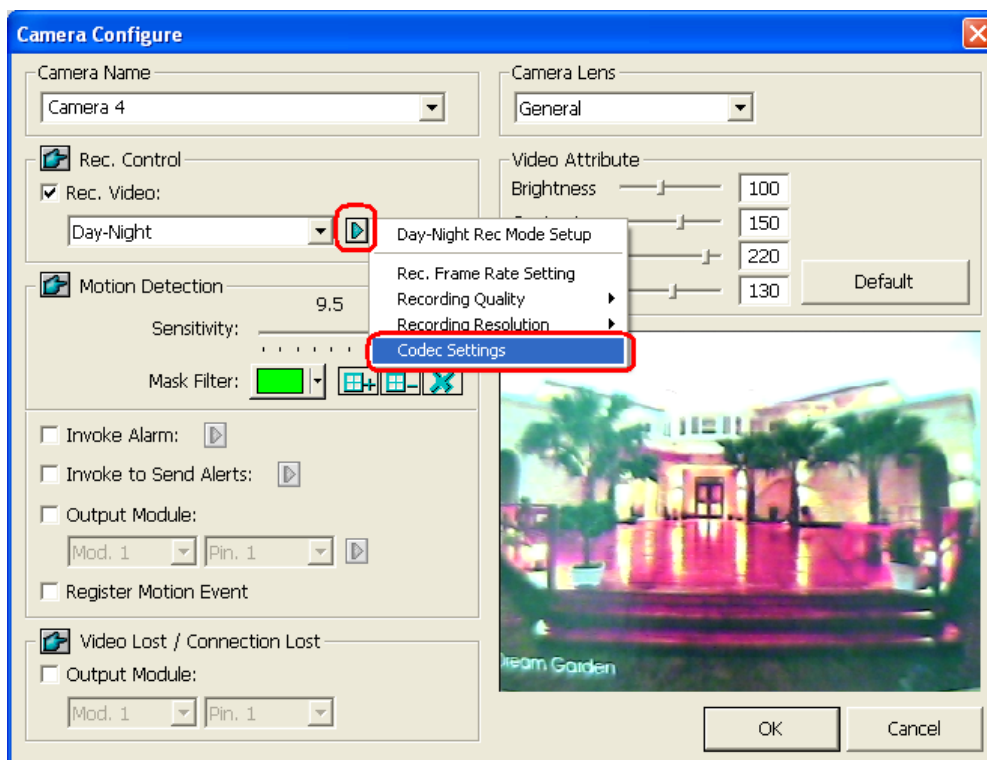 Camera Configure
Camera Name
Camera 4
Camera Lens
General
Rec. Control
Rec. Video:
Day-Night
Video Attribute
Brightness 100
150
220
130
Default
Day-Night Rec Mode Setup
Rec. Frame Rate Setting
Recording Quality
Recording Resolution
Codec Settings
Motion Detection
9.5
Sensitivity:
Mask Filter:
Invoke Alarm:
Invoke to Send Alerts:
Output Module:
Mod. 1 Pin. 1
Register Motion Event
Video Lost / Connection Lost
Output Module:
Mod. 1 Pin. 1
Dream Garden
OK Cancel